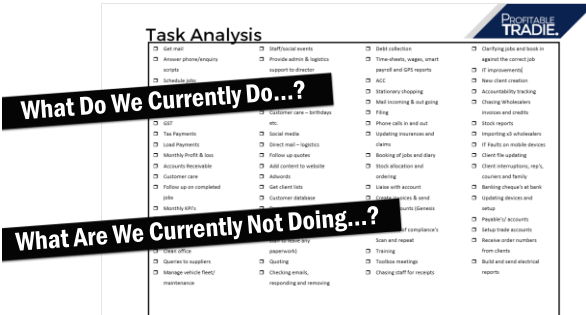 PROFITABLE
TRADIE.
Task Analysis
Get mail
Answer phone/enquiry
scripts
Schedule jobs
What Do We Currently Do...?
GST
Tax Payments
Load Payments
Monthly Profit & loss
Accounts Receivable
Customer care
Follow up on completed
jobs
Monthly KPI's
What Are We Currently Not Doing...?
Clean office
Queries to suppliers
Manage vehicle fleet/
maintenance
Staff/social events
Provide admin & logistics
support to director
Customer care – birthdays
etc.
Social media
Direct mail – logistics
Follow up quotes
Add content to website
Adwords
Get client lists
Customer database
paperwork)
Quoting
Checking emails,
responding and removing
Debt collection
Time-sheets, wages, smart
payroll and GPS reports
ACC
Stationary shopping
Mail incoming & out going
Filing
Phone calls in and out
Updating insurances and
claims
Booking of jobs and diary
Stock allocation and
ordering
Liaise with account
Create invoices & send
accounts (Genesis
of compliance's
Scan and repeat
Training
Toolbox meetings
Chasing staff for receipts
Clarifying jobs and book in
against the correct job
IT improvements
New client creation
Accountability tracking
Chasing Wholesalers
invoices and credits
Stock reports
Importing x5 wholesalers
IT Faults on mobile devices
Client file updating
Client interruptions, rep's,
couriers and family
Banking cheque's at bank
Updating devices and
setup
Payable's/ accounts
Setup trade accounts
Receive order numbers
from clients
Build and send electrical
reports